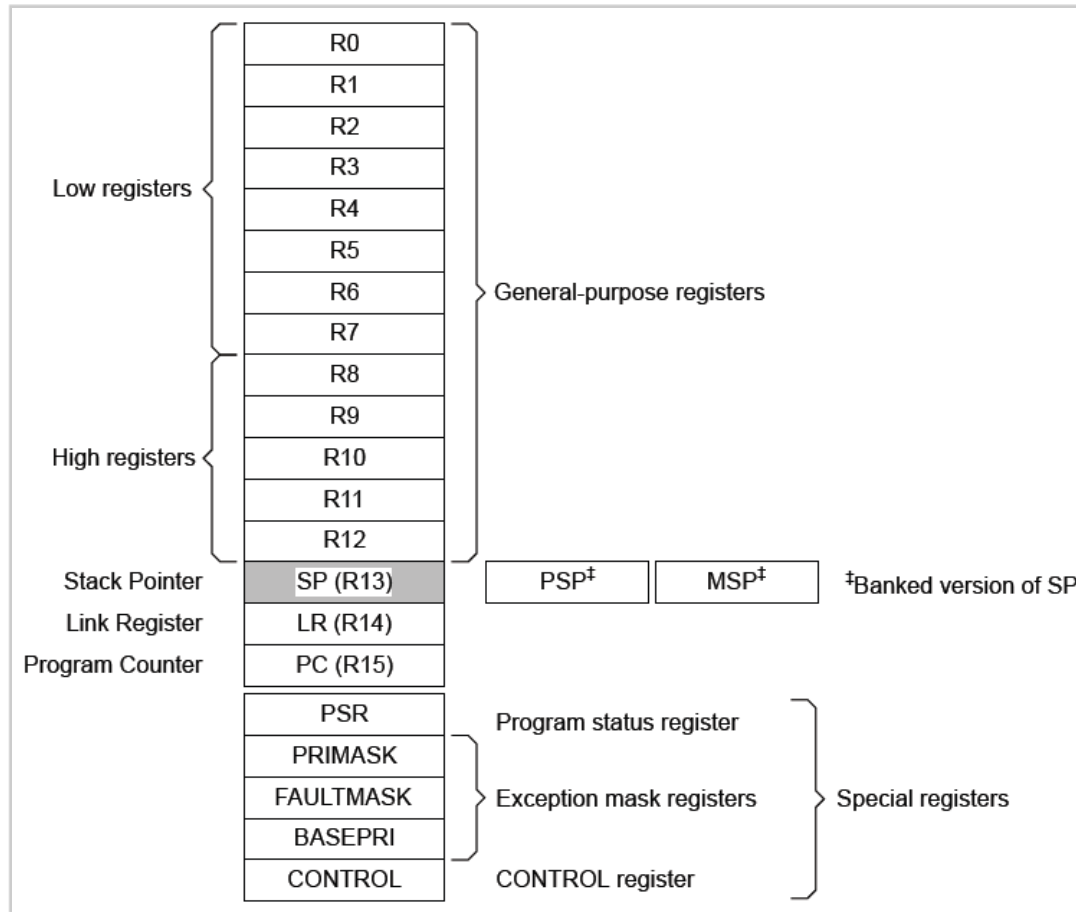 R0
R1
R2
R3
Low registers
R4
R5
R6
General-purpose registers
R7
R8
R9
High registers
R10
R11
R12
Stack Pointer SP (R13) PSP‡ MSP‡ ‡Banked version of SP
Link Register LR (R14)
Program Counter PC (R15)
PSR Program status register
PRIMASK
FAULTMASK Exception mask registers Special registers
BASEPRI
CONTROL CONTROL register